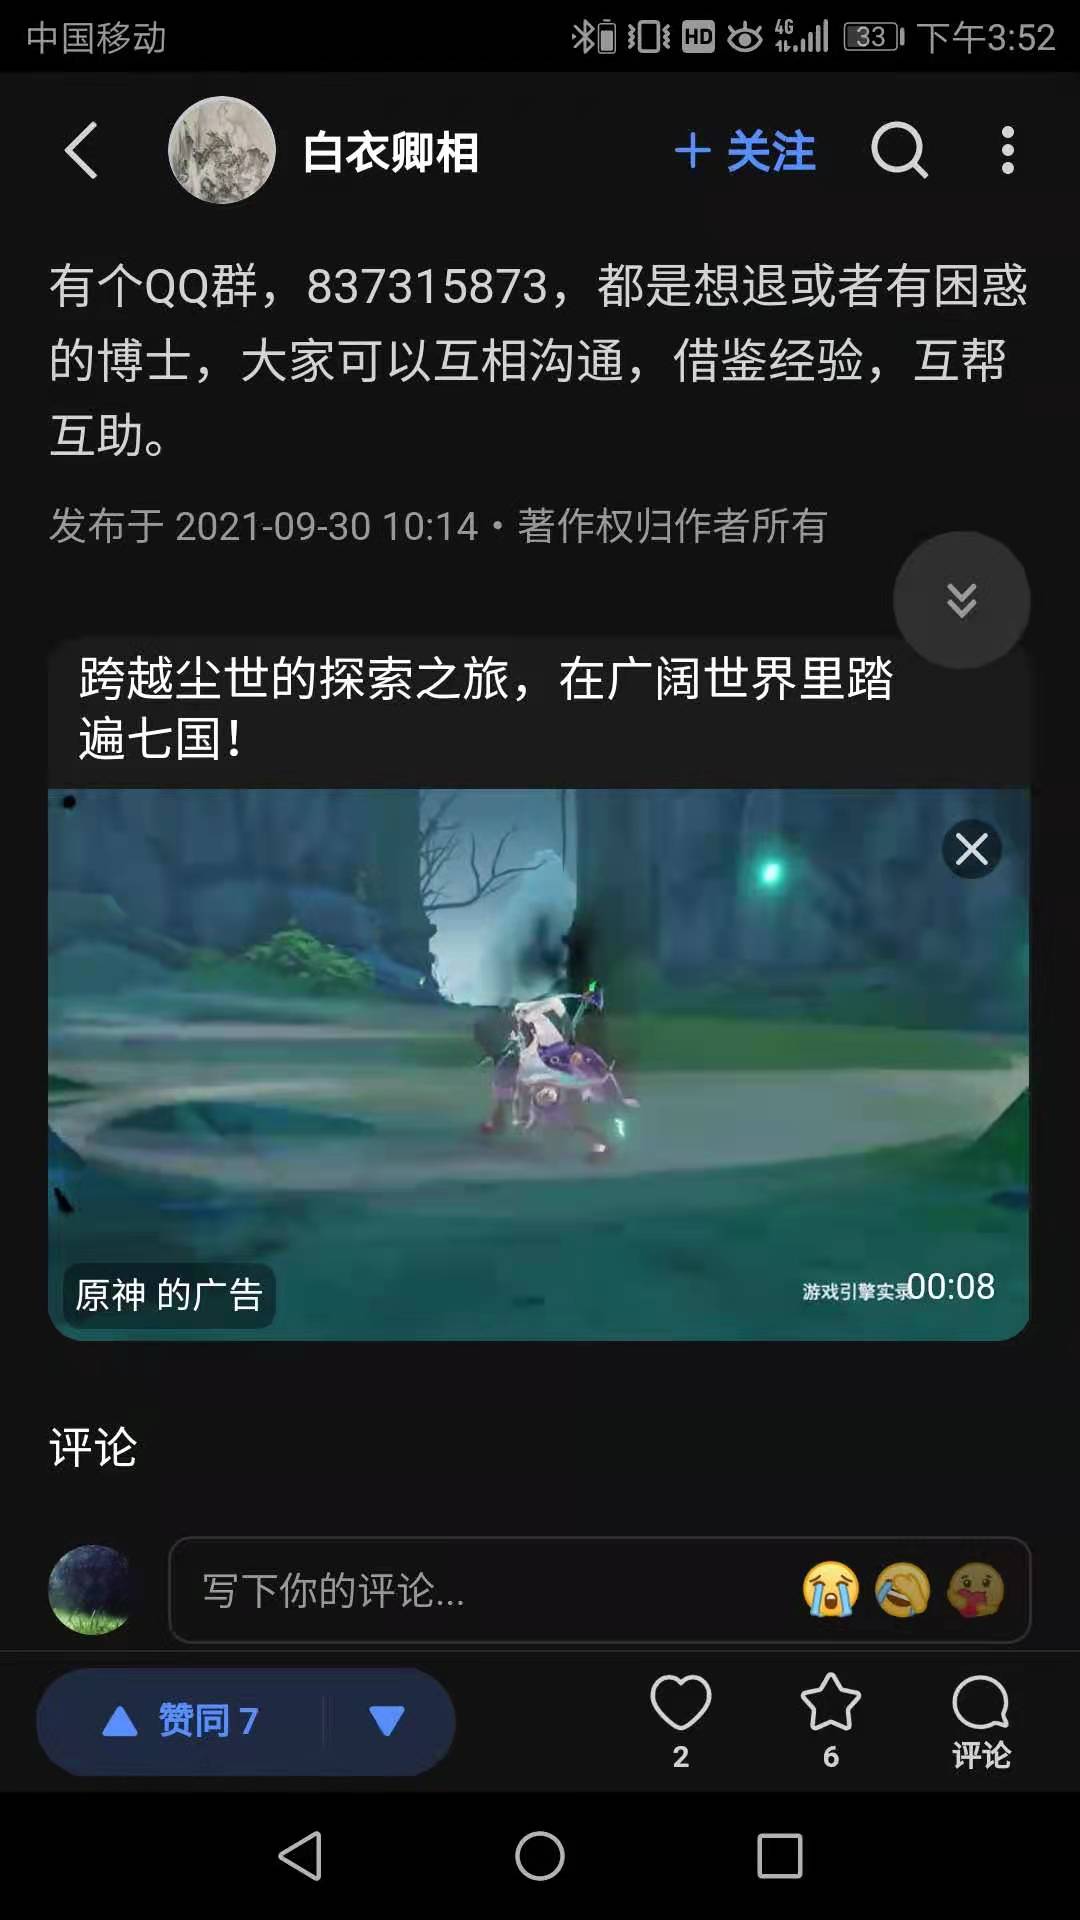 中国移动 HD 4G 33 下午3:52
白衣卿相 + 关注
有个QQ群，837315873，都是想退或者有困惑
的博士，大家可以互相沟通，借鉴经验，互帮
互助。
发布于 2021-09-30 10:14 · 著作权归作者所有
跨越尘世的探索之旅，在广阔世界里踏
遍七国！
原神 的广告 游戏引擎实录 00:08
评论
写下你的评论...
赞同 7
2 6 评论